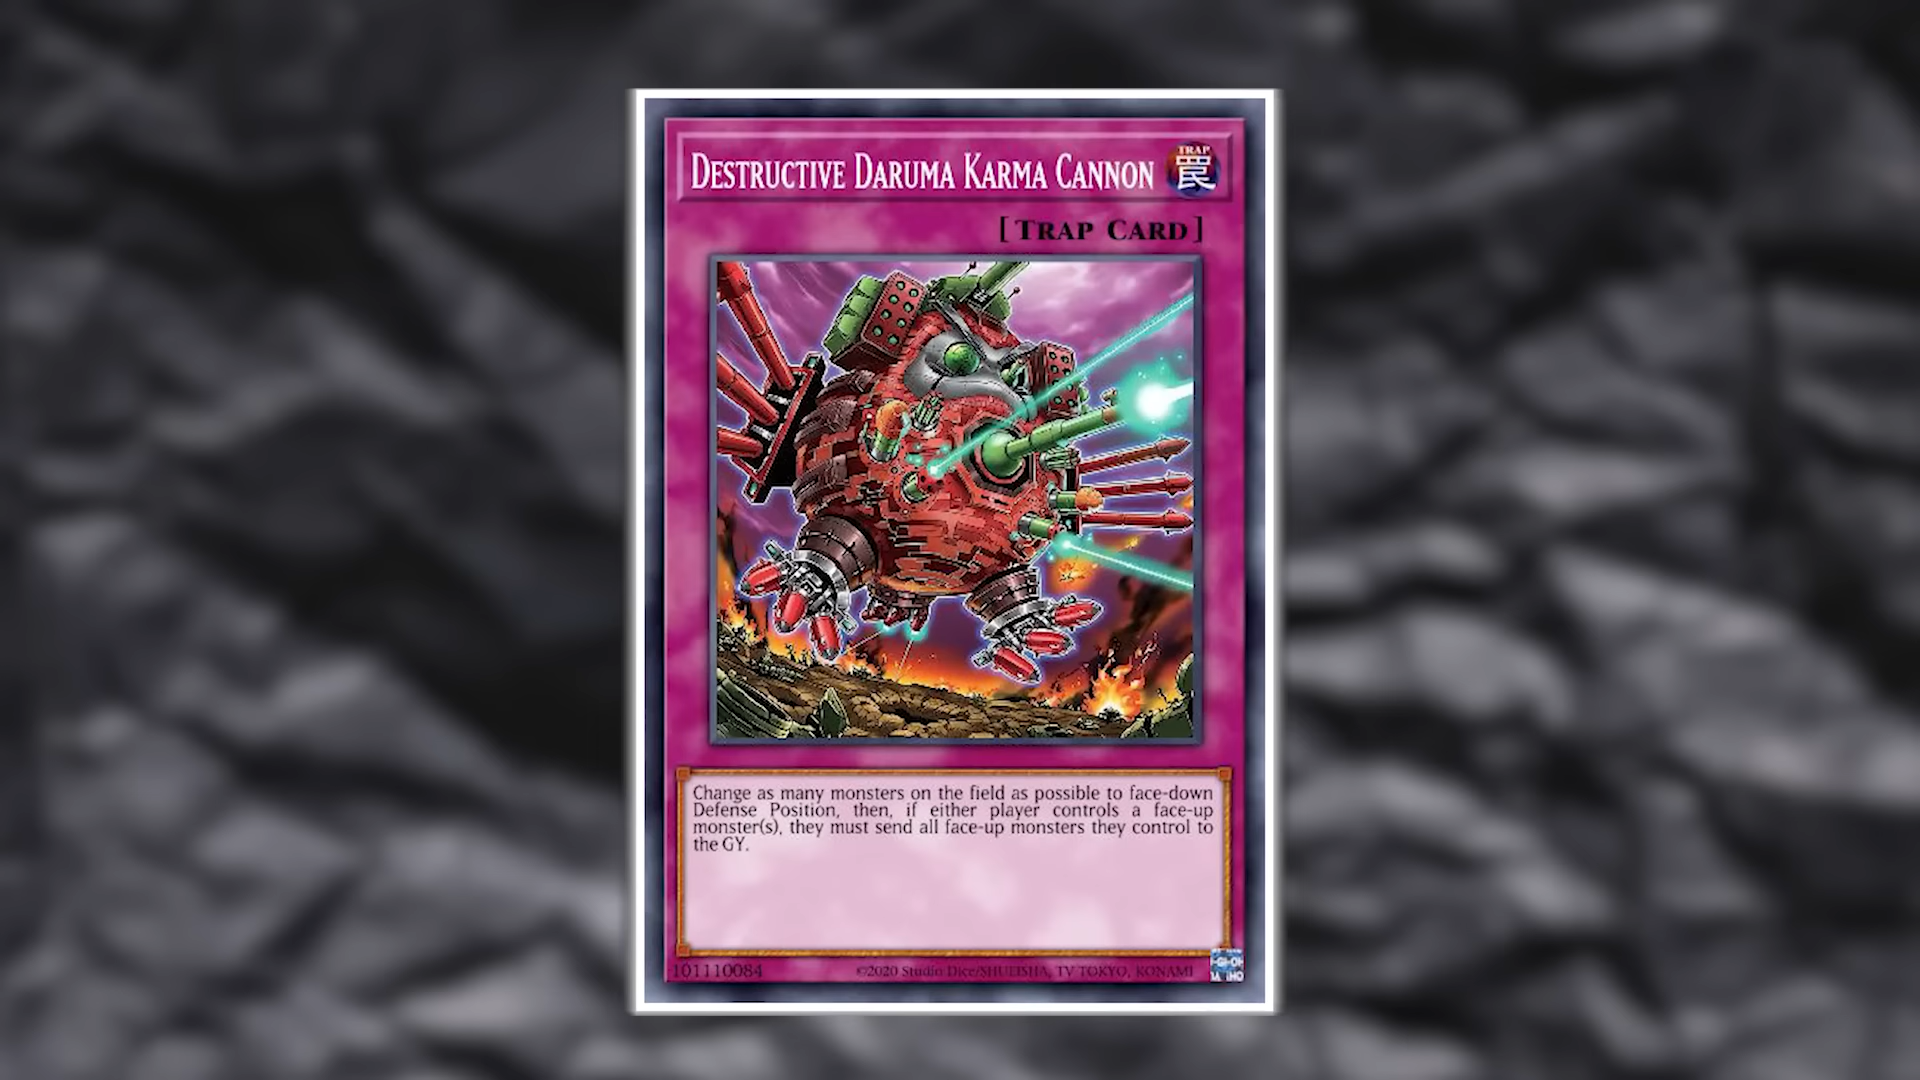 DESTRUCTIVE DARUMA KARMA CANNON
TRAP
罠
[TRAP CARD]
Change as many monsters on the field as possible to face-down
Defense Position, then, if either player controls a face-up
monster(s), they must send all face-up monsters they control to
the GY.
101110084
©2020 Studio Dice/SHUEISHA, TV TOKYO, KONAMI